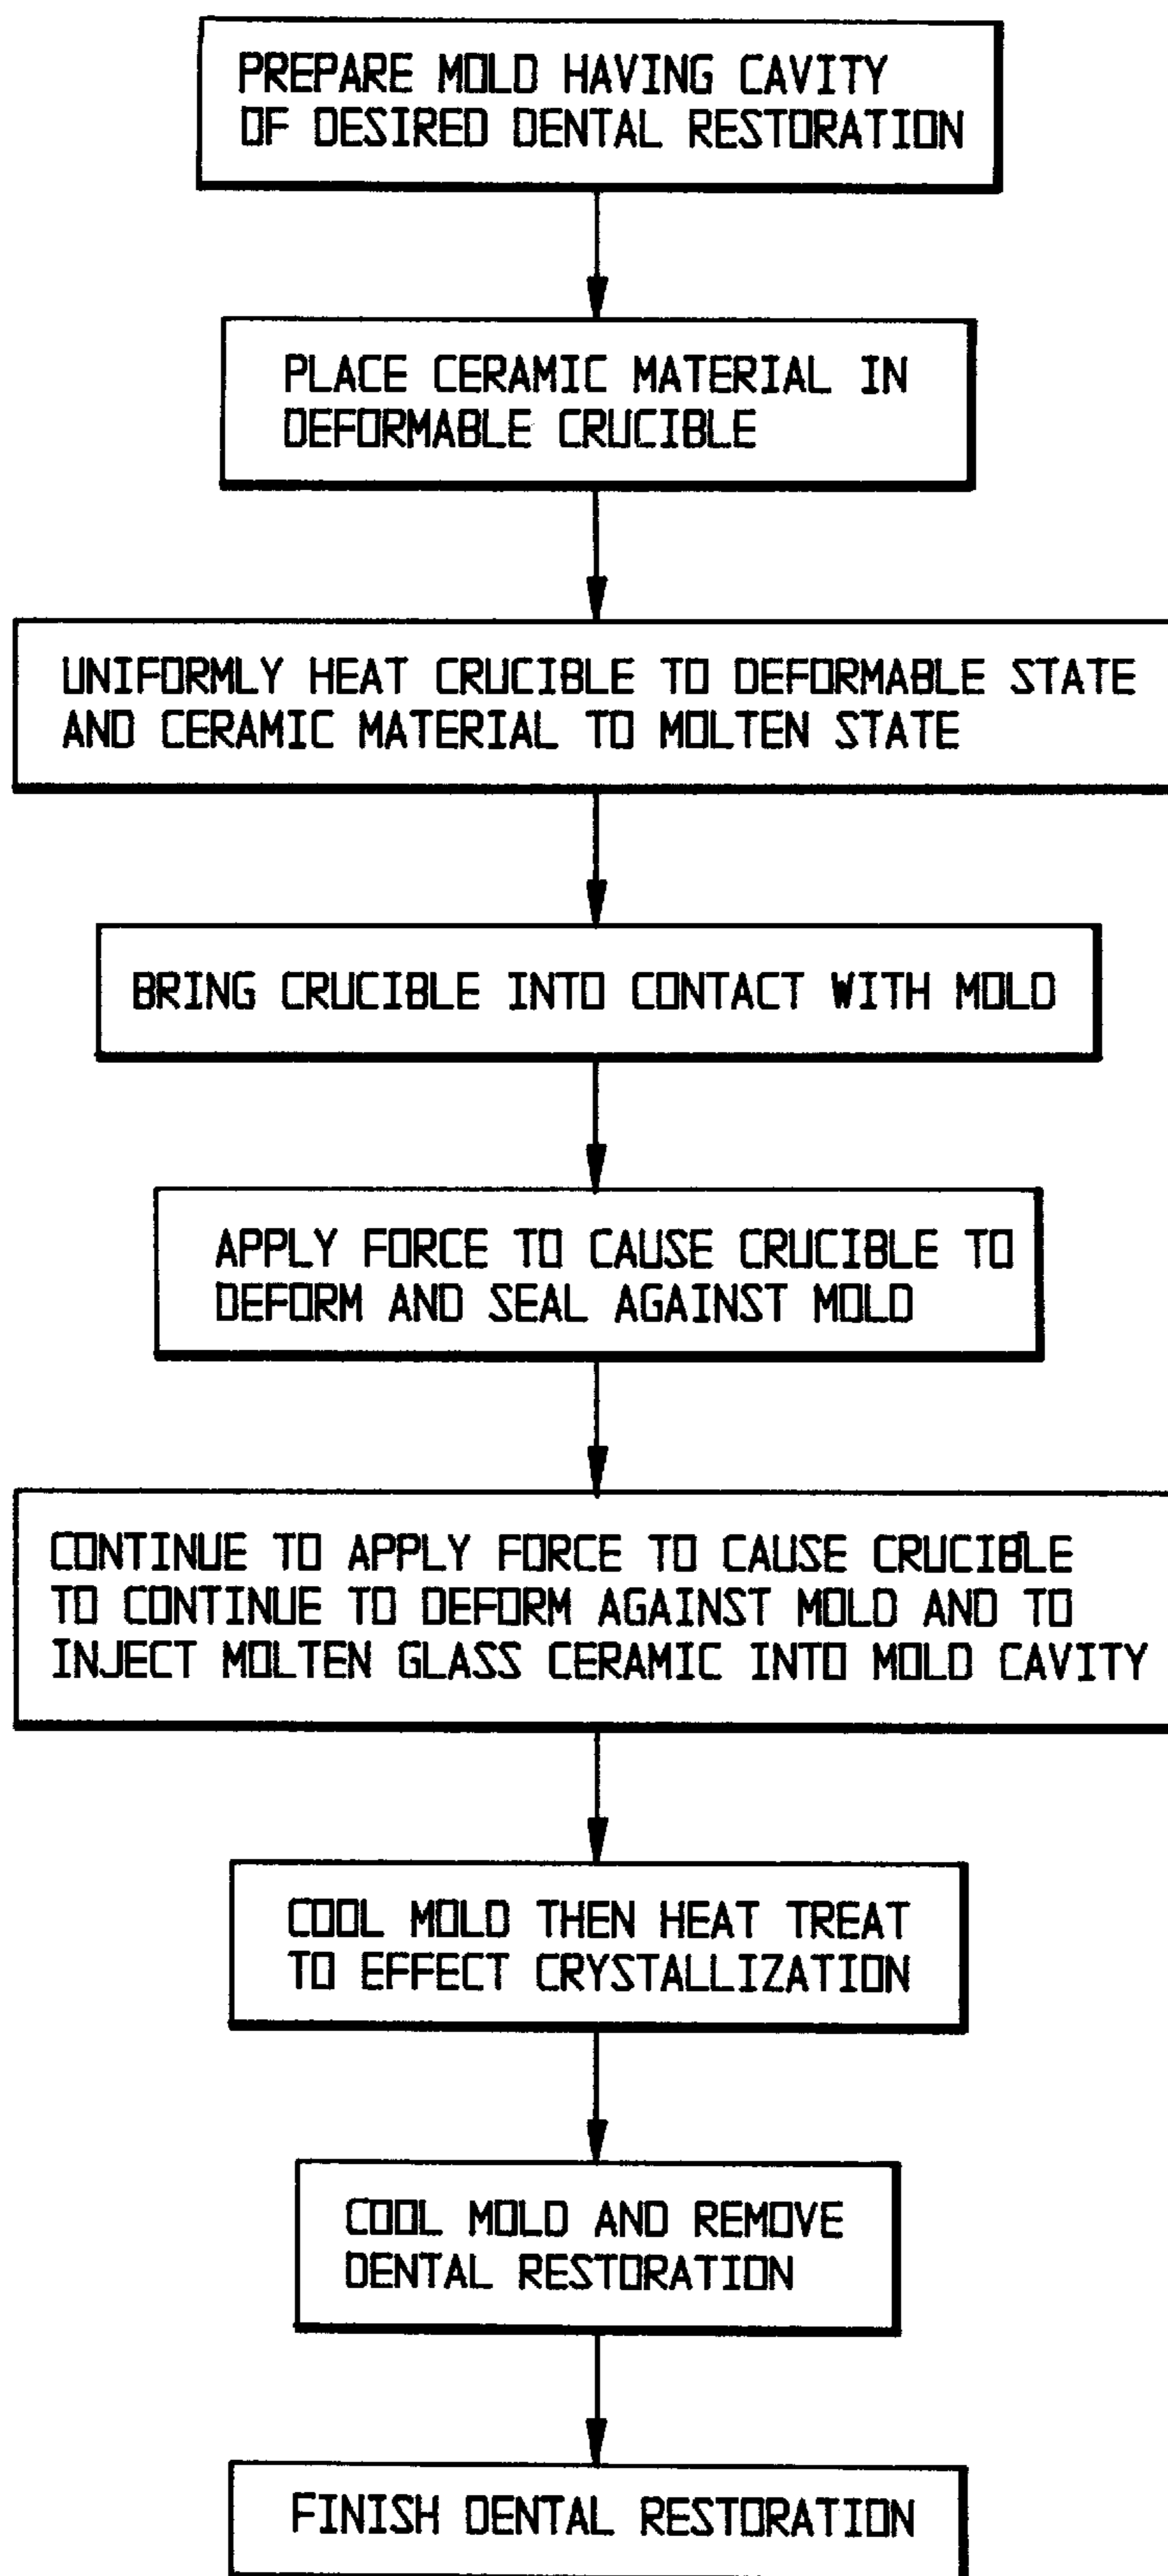 PREPARE MOLD HAVING CAVITY
OF DESIRED DENTAL RESTORATION
PLACE CERAMIC MATERIAL IN
DEFORMABLE CRUCIBLE
UNIFORMLY HEAT CRUCIBLE TO DEFORMABLE STATE
AND CERAMIC MATERIAL TO MOLTEN STATE
BRING CRUCIBLE INTO CONTACT WITH MOLD
APPLY FORCE TO CAUSE CRUCIBLE TO
DEFORM AND SEAL AGAINST MOLD
CONTINUE TO APPLY FORCE TO CAUSE CRUCIBLE
TO CONTINUE TO DEFORM AGAINST MOLD AND TO
INJECT MOLTEN GLASS CERAMIC INTO MOLD CAVITY
COOL MOLD THEN HEAT TREAT
TO EFFECT CRYSTALLIZATION
COOL MOLD AND REMOVE
DENTAL RESTORATION
FINISH DENTAL RESTORATION